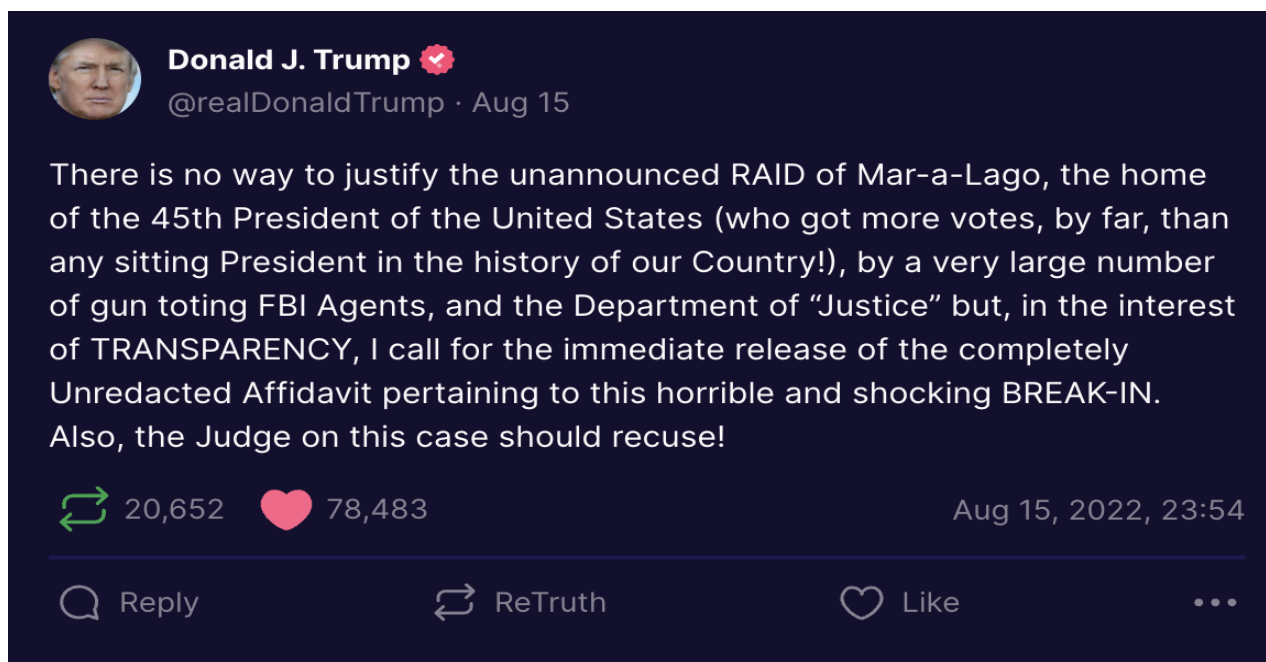 Donald J. Trump
@realDonaldTrump · Aug 15
There is no way to justify the unannounced RAID of Mar-a-Lago, the home
of the 45th President of the United States (who got more votes, by far, than
any sitting President in the history of our Country!), by a very large number
of gun toting FBI Agents, and the Department of “Justice” but, in the interest
of TRANSPARENCY, I call for the immediate release of the completely
Unredacted Affidavit pertaining to this horrible and shocking BREAK-IN.
Also, the Judge on this case should recuse!
20,652 78,483 Aug 15, 2022, 23:54
Reply ReTruth Like